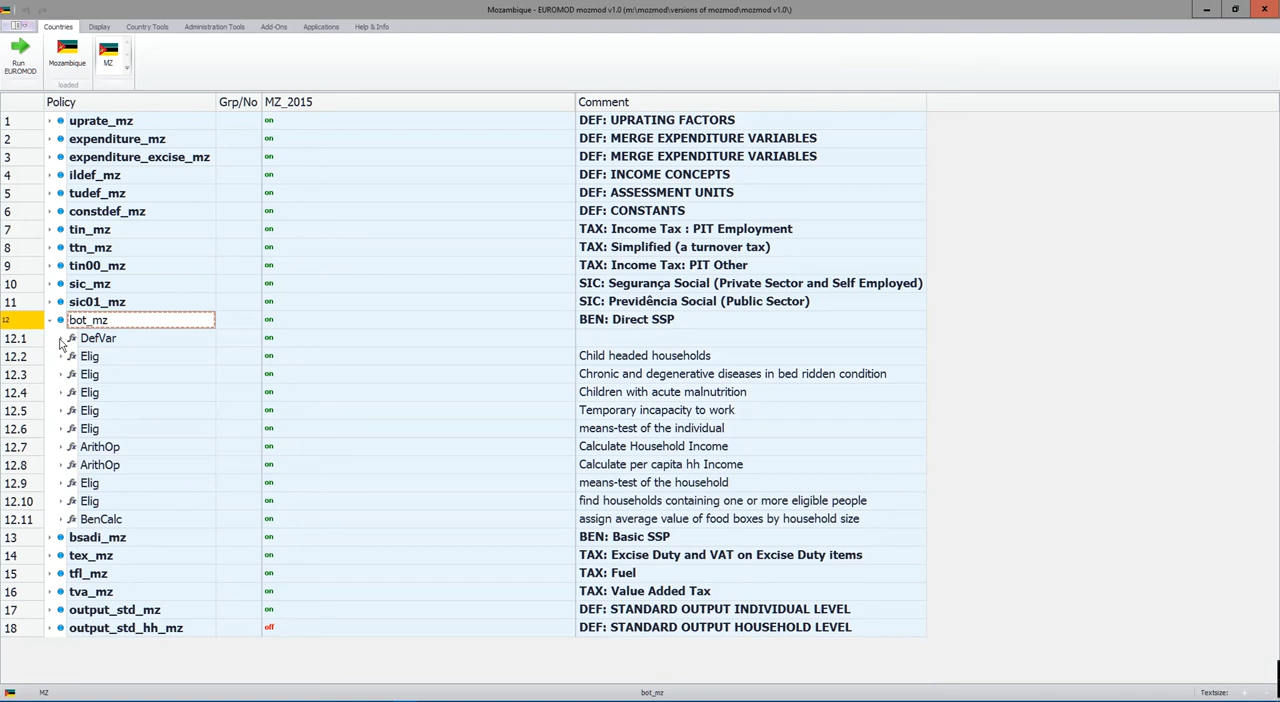 Mozambique - EUROMOD mozmod v1.0 (m:\mozmod\versions of mozmod\mozmod v1.0\)
Countries Display Country Tools Administration Tools Add-Ons Applications Help & Info
Run EUROMOD
Mozambique
MZ
loaded
Policy Grp/No MZ_2015 Comment
1 uprate_mz on DEF: UPRATING FACTORS
2 expenditure_mz on DEF: MERGE EXPENDITURE VARIABLES
3 expenditure_excise_mz on DEF: MERGE EXPENDITURE VARIABLES
4 ildef_mz on DEF: INCOME CONCEPTS
5 tudef_mz on DEF: ASSESSMENT UNITS
6 constdef_mz on DEF: CONSTANTS
7 tin_mz on TAX: Income Tax : PIT Employment
8 ttn_mz on TAX: Simplified (a turnover tax)
9 tin00_mz on TAX: Income Tax: PIT Other
10 sic_mz on SIC: Segurança Social (Private Sector and Self Employed)
11 sic01_mz on SIC: Previdência Social (Public Sector)
12 bot_mz on BEN: Direct SSP
12.1 fx DefVar on
12.2 fx Elig on Child headed households
12.3 fx Elig on Chronic and degenerative diseases in bed ridden condition
12.4 fx Elig on Children with acute malnutrition
12.5 fx Elig on Temporary incapacity to work
12.6 fx Elig on means-test of the individual
12.7 fx ArithOp on Calculate Household Income
12.8 fx ArithOp on Calculate per capita hh Income
12.9 fx Elig on means-test of the household
12.10 fx Elig on find households containing one or more eligible people
12.11 fx BenCalc on assign average value of food boxes by household size
13 bsadi_mz on BEN: Basic SSP
14 tex_mz on TAX: Excise Duty and VAT on Excise Duty items
15 tfl_mz on TAX: Fuel
16 tva_mz on TAX: Value Added Tax
17 output_std_mz on DEF: STANDARD OUTPUT INDIVIDUAL LEVEL
18 output_std_hh_mz off DEF: STANDARD OUTPUT HOUSEHOLD LEVEL
MZ bot_mz Textsize: + -